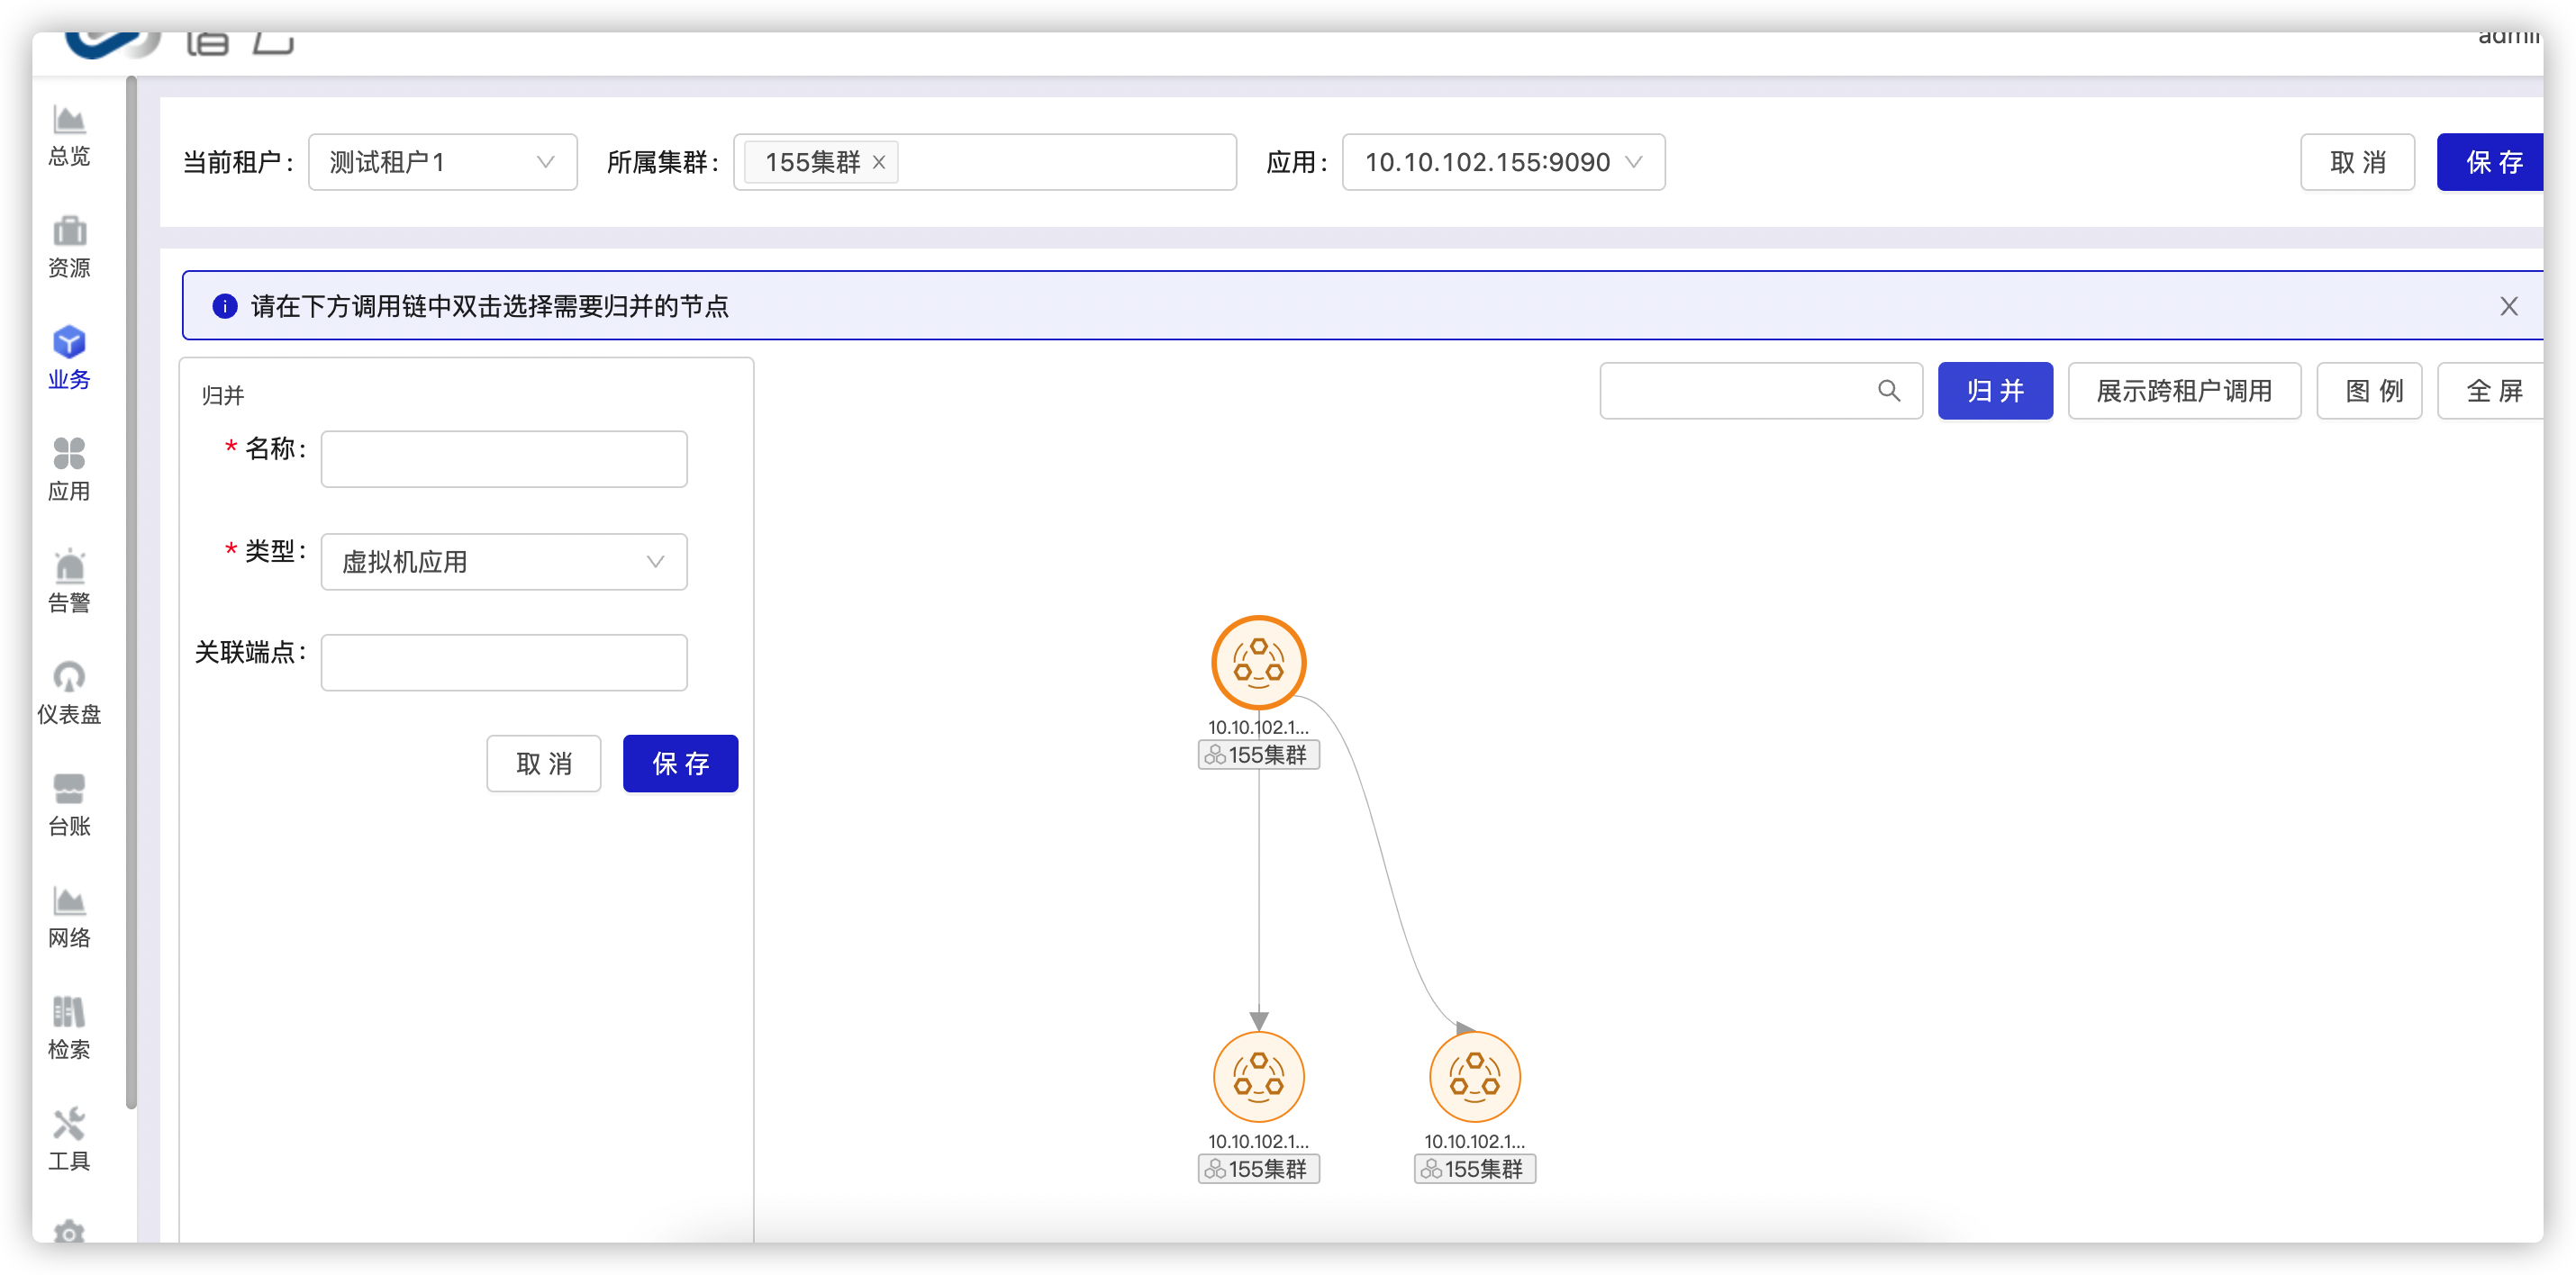 当前租户：
测试租户1
所属集群：
155集群
应用：
10.10.102.155:9090
取 消
保 存
总览
资源
业务
应用
告警
仪表盘
台账
网络
检索
工具
请在下方调用链中双击选择需要归并的节点
归并
* 名称：
* 类型：
虚拟机应用
关联端点：
取 消
保 存
归 并
展示跨租户调用
图 例
全 屏
10.10.102.1...
155集群
10.10.102.1...
155集群
10.10.102.1...
155集群